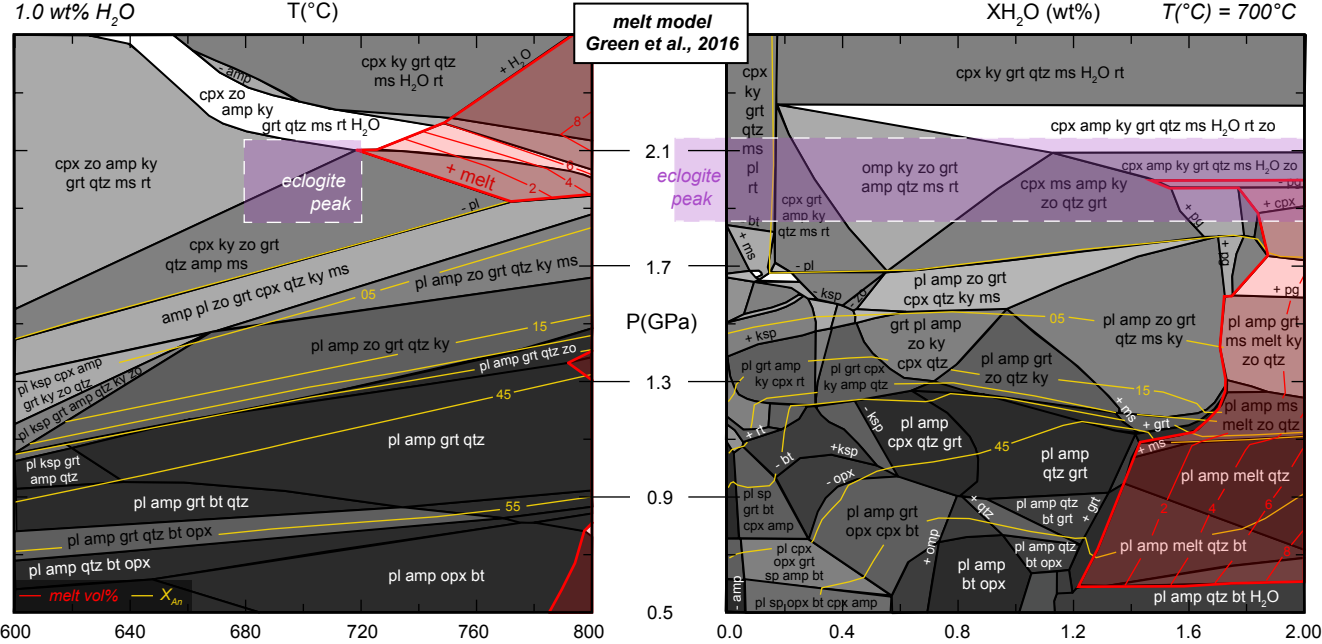 1.0 wt% H₂O
T(°C)
melt model
Green et al., 2016
XH₂O (wt%)
T(°C) = 700°C
- amp
cpx ky grt qtz
ms H₂O rt
+ H₂O
8
cpx zo
amp ky
grt qtz ms rt H₂O
6
4
2
+ melt
cpx zo amp ky
grt qtz ms rt
eclogite
peak
- pl
cpx ky zo grt
qtz amp ms
amp pl zo grt cpx qtz ky ms
05
pl amp zo grt qtz ky ms
15
pl amp zo grt qtz ky
pl amp grt qtz zo
45
pl ksp cpx amp
grt ky zo qtz
pl ksp grt amp qtz ky zo
pl amp grt qtz
pl ksp grt
amp qtz
pl amp grt bt qtz
55
pl amp grt qtz bt opx
pl amp qtz bt opx
pl amp opx bt
melt vol%
X_An
600
640
680
720
760
800
2.1
1.7
P(GPa)
1.3
0.9
0.5
eclogite
peak
cpx
ky
grt
qtz
ms
pl
rt
bt
+ ms
cpx ky grt qtz ms H₂O rt
cpx amp ky grt qtz ms H₂O rt zo
cpx amp ky grt qtz ms H₂O zo
- pg
+ cpx
omp ky zo grt
amp qtz ms rt
cpx ms amp ky
zo qtz grt
cpx grt
amp ky
qtz ms rt
+ pg
+ pg
- pl
- ksp
- zo
pl amp zo grt
cpx qtz ky ms
+ pg
05
pl amp zo grt
qtz ms ky
pl amp grt
ms melt ky
zo qtz
+ ksp
grt pl amp
zo ky
cpx qtz
pl grt amp
ky cpx rt
pl grt cpx
ky amp qtz
pl amp grt
zo qtz ky
15
+ ms
+ grt
+ ms
pl amp ms
melt zo qtz
- ksp
pl amp
cpx qtz grt
+ rt
- bt
+ksp
- opx
45
pl amp
qtz grt
pl amp melt qtz
pl sp
grt bt
cpx amp
pl amp grt
opx cpx bt
+ qtz
pl amp qtz
bt grt
+ grt
2
4
6
8
pl amp melt qtz bt
pl cpx
opx grt
sp amp bt
+ omp
pl amp
bt opx
pl amp qtz
bt opx
- amp
pl sp opx bt cpx amp
pl amp qtz bt H₂O
0.0
0.4
0.8
1.2
1.6
2.00